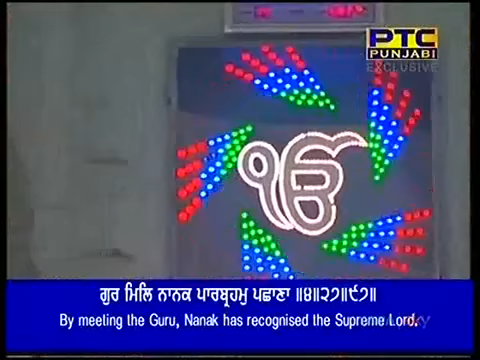 PTC
PUNJABI
EXCLUSIVE
ੴ
ਗੁਰ ਮਿਲਿ ਨਾਨਕ ਪਾਰਬ੍ਰਹਮੁ ਪਛਾਣਾ ॥੪॥੨੭॥੯੭॥
By meeting the Guru, Nanak has recognised the Supreme Lord.